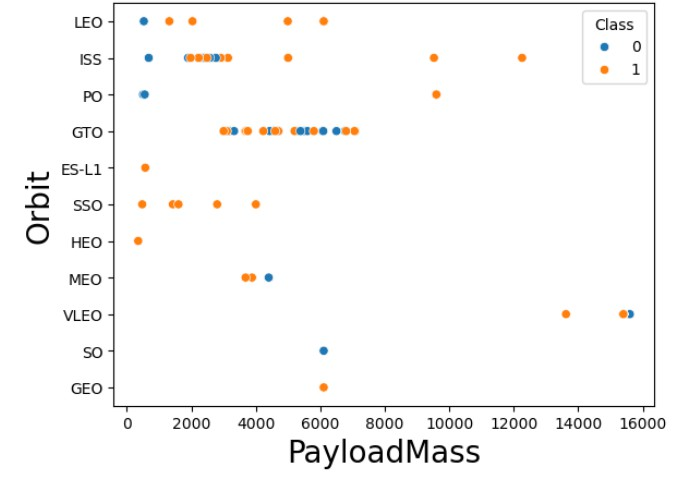 LEO
ISS
PO
GTO
ES-L1
SSO
HEO
MEO
VLEO
SO
GEO
Orbit
Class
0
1
0 2000 4000 6000 8000 10000 12000 14000 16000
PayloadMass